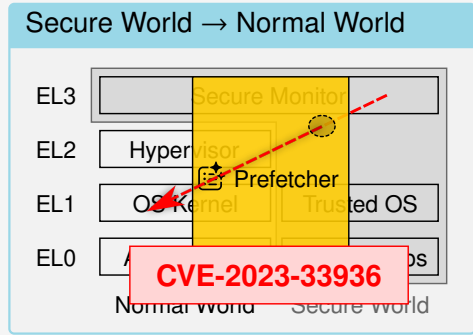 Secure World → Normal World
EL3
Secure Monitor
EL2
Hypervisor
Prefetcher
EL1
OS Kernel
Trusted OS
EL0
CVE-2023-33936
Normal World
Secure World